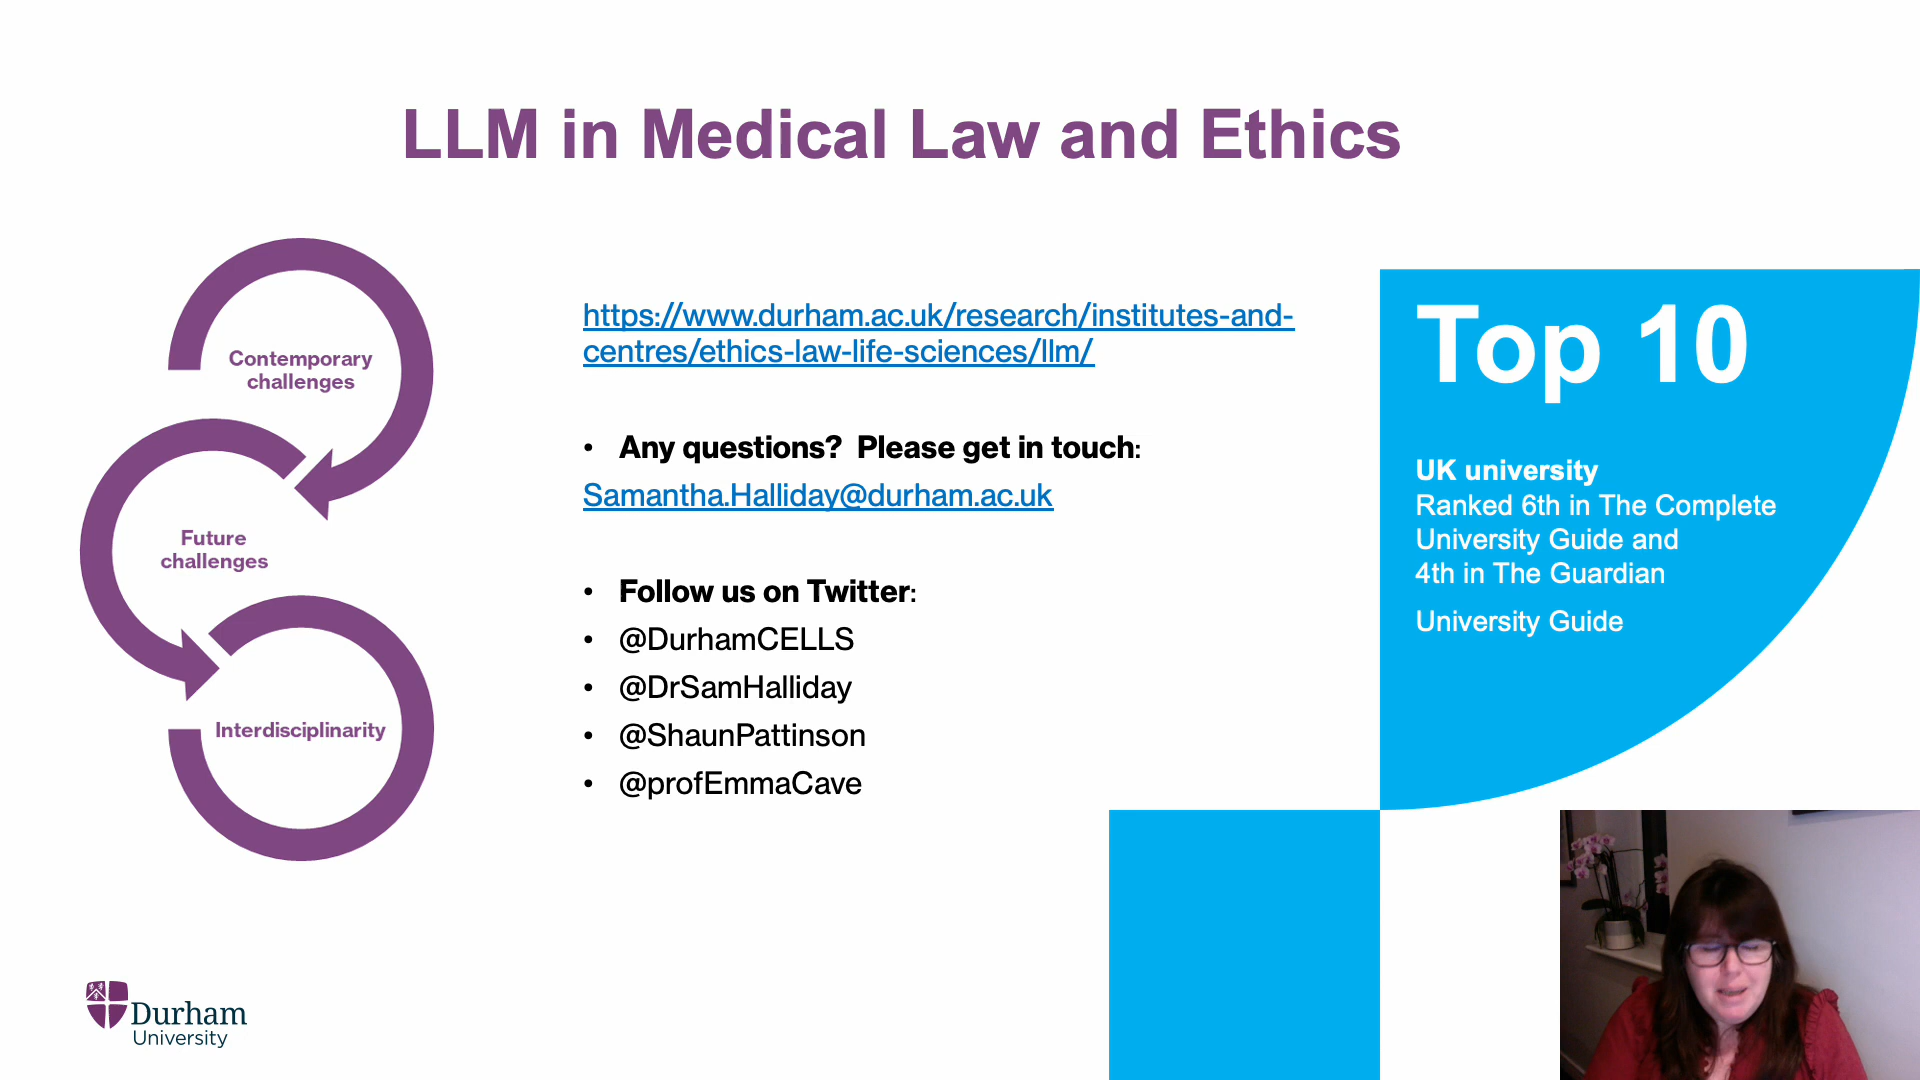 LLM in Medical Law and Ethics
Contemporary
challenges
Future
challenges
Interdisciplinarity
https://www.durham.ac.uk/research/institutes-and-
centres/ethics-law-life-sciences/llm/
• Any questions?  Please get in touch:
Samantha.Halliday@durham.ac.uk
• Follow us on Twitter:
• @DurhamCELLS
• @DrSamHalliday
• @ShaunPattinson
• @profEmmaCave
Top 10
UK university
Ranked 6th in The Complete
University Guide and
4th in The Guardian
University Guide
Durham
University